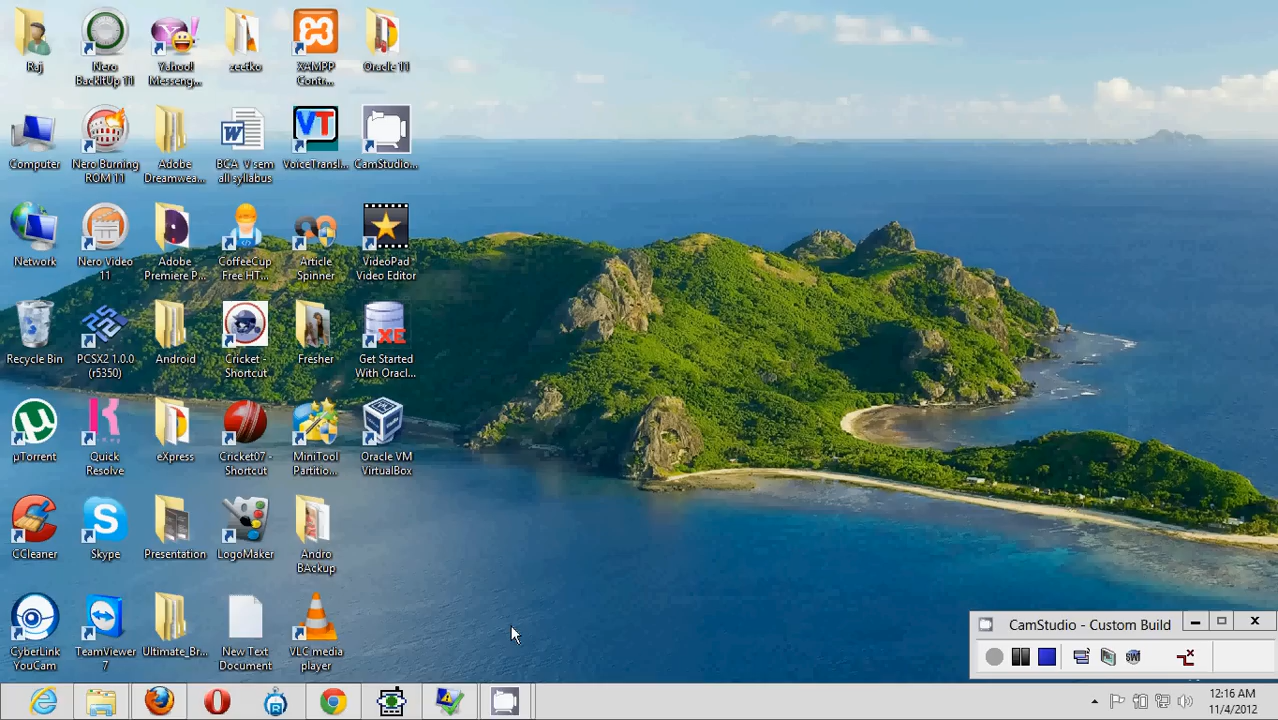 Raj
Nero
BackItUp 11
Yahoo!
Messeng...
zeetko
XAMPP
Contr...
Oracle 11
Computer
Nero Burning
ROM 11
Adobe
Dreamwea...
W
BCA V sem
all syllabus
VT
VoiceTransl...
CamStudio...
Network
Nero Video
11
Adobe
Premiere P...
CoffeeCup
Free HT...
Article
Spinner
VideoPad
Video Editor
Recycle Bin
PCSX2 1.0.0
(r5350)
Android
Cricket -
Shortcut
Fresher
XE
Get Started
With Oracl...
µTorrent
Quick
Resolve
eXpress
Cricket07 -
Shortcut
MiniTool
Partitio...
Oracle VM
VirtualBox
CCleaner
Skype
Presentation
LogoMaker
Andro
BAckup
CyberLink
YouCam
TeamViewer
7
Ultimate_Br...
New Text
Document
VLC media
player
CamStudio - Custom Build
SWF
12:16 AM
11/4/2012